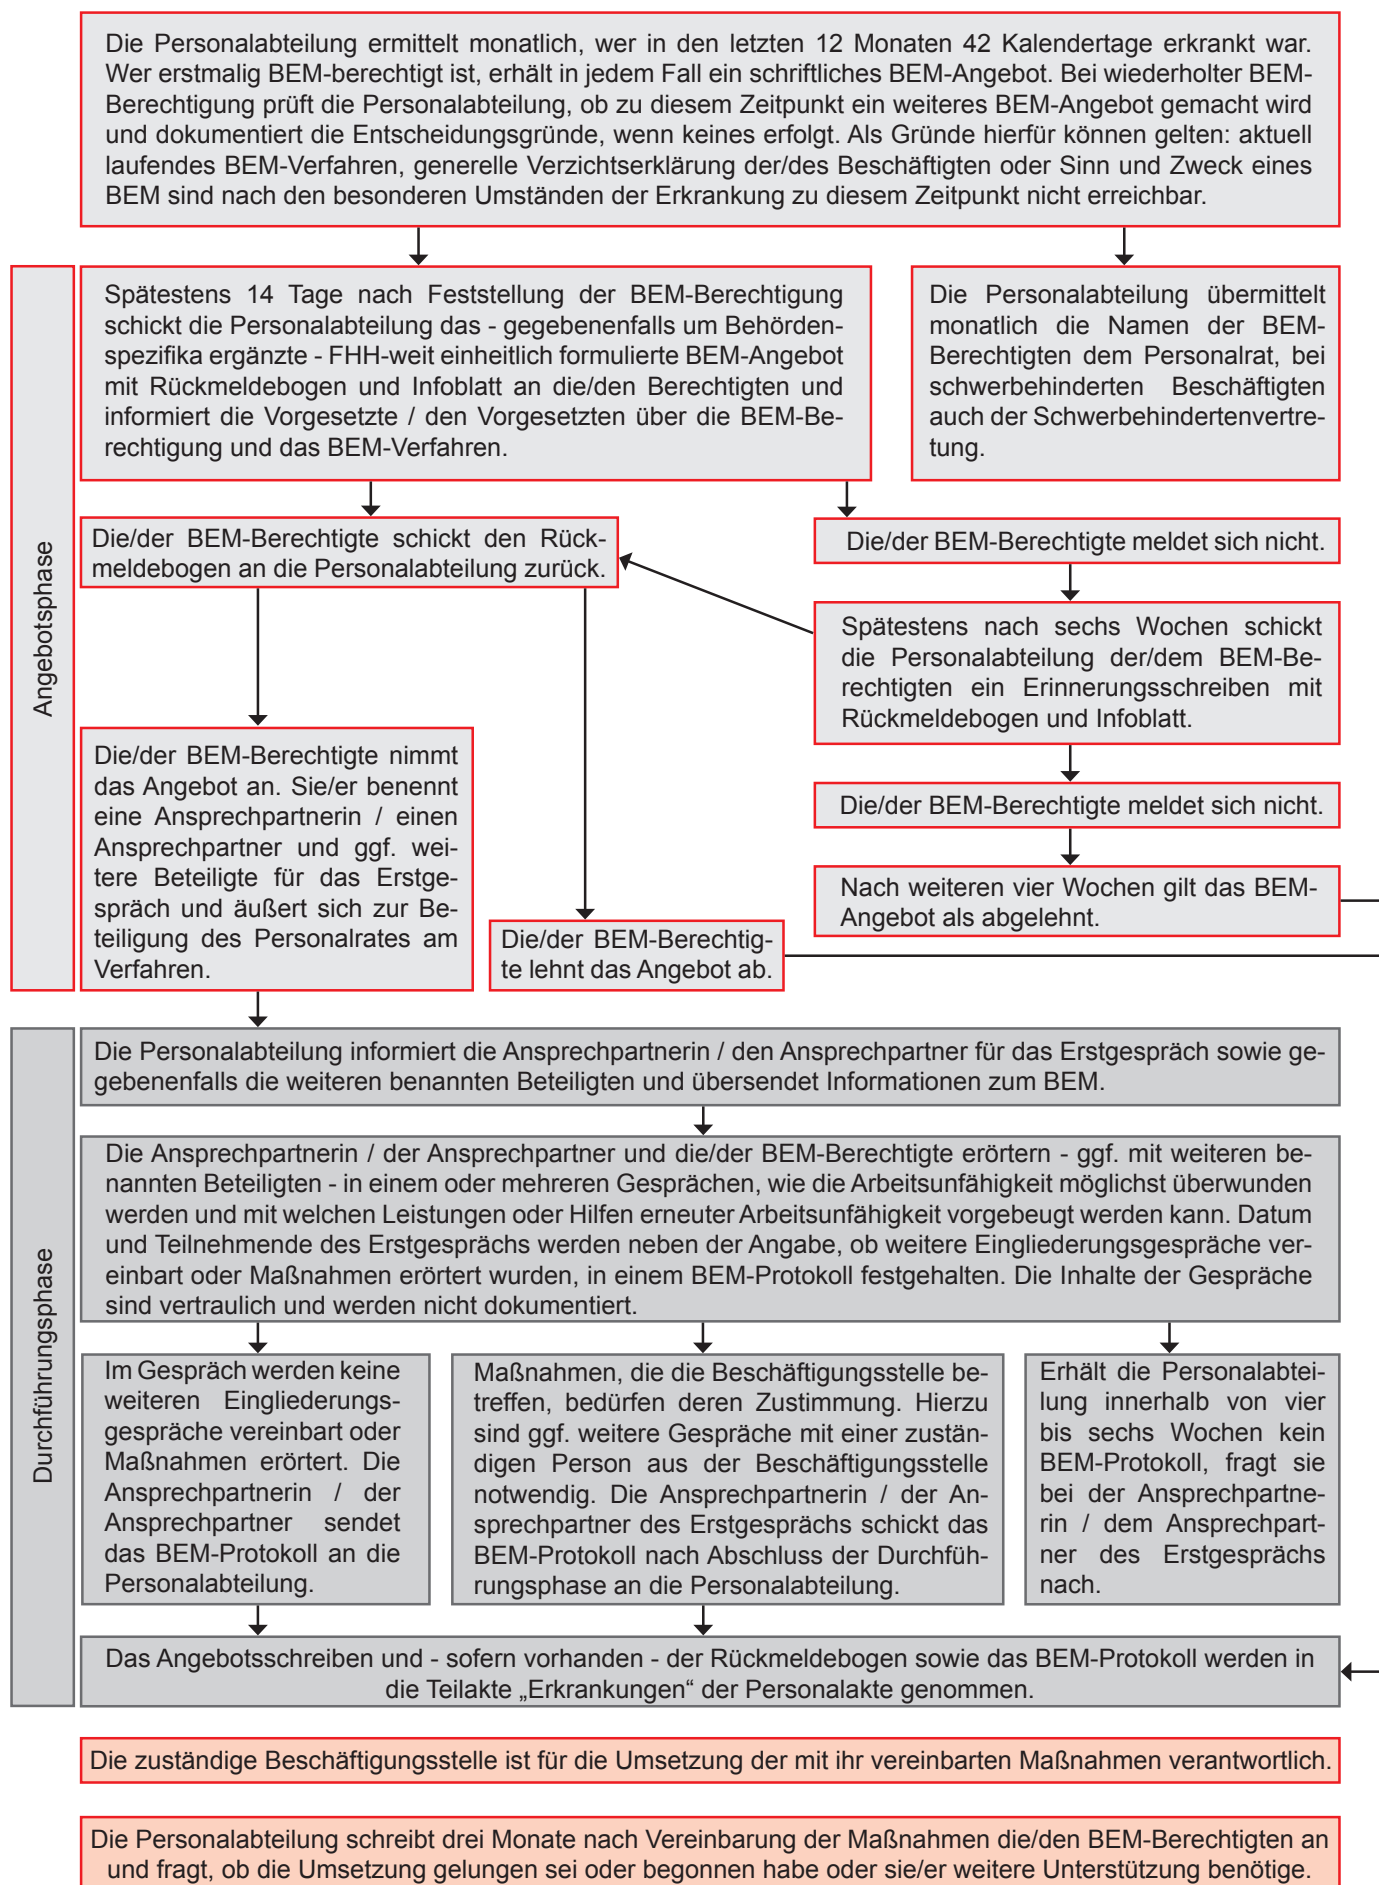 Die Personalabteilung ermittelt monatlich, wer in den letzten 12 Monaten 42 Kalendertage erkrankt war.
Wer erstmalig BEM-berechtigt ist, erhält in jedem Fall ein schriftliches BEM-Angebot. Bei wiederholter BEM-
Berechtigung prüft die Personalabteilung, ob zu diesem Zeitpunkt ein weiteres BEM-Angebot gemacht wird
und dokumentiert die Entscheidungsgründe, wenn keines erfolgt. Als Gründe hierfür können gelten: aktuell
laufendes BEM-Verfahren, generelle Verzichtserklärung der/des Beschäftigten oder Sinn und Zweck eines
BEM sind nach den besonderen Umständen der Erkrankung zu diesem Zeitpunkt nicht erreichbar.
Angebotsphase
Spätestens 14 Tage nach Feststellung der BEM-Berechtigung
schickt die Personalabteilung das - gegebenenfalls um Behörden-
spezifika ergänzte - FHH-weit einheitlich formulierte BEM-Angebot
mit Rückmeldebogen und Infoblatt an die/den Berechtigten und
informiert die Vorgesetzte / den Vorgesetzten über die BEM-Be-
rechtigung und das BEM-Verfahren.
Die Personalabteilung übermittelt
monatlich die Namen der BEM-
Berechtigten dem Personalrat, bei
schwerbehinderten Beschäftigten
auch der Schwerbehindertenvertre-
tung.
Die/der BEM-Berechtigte schickt den Rück-
meldebogen an die Personalabteilung zurück.
Die/der BEM-Berechtigte meldet sich nicht.
Spätestens nach sechs Wochen schickt
die Personalabteilung der/dem BEM-Be-
rechtigten ein Erinnerungsschreiben mit
Rückmeldebogen und Infoblatt.
Die/der BEM-Berechtigte meldet sich nicht.
Nach weiteren vier Wochen gilt das BEM-
Angebot als abgelehnt.
Die/der BEM-Berechtigte nimmt
das Angebot an. Sie/er benennt
eine Ansprechpartnerin / einen
Ansprechpartner und ggf. wei-
tere Beteiligte für das Erstge-
spräch und äußert sich zur Be-
teiligung des Personalrates am
Verfahren.
Die/der BEM-Berechtig-
te lehnt das Angebot ab.
Durchführungsphase
Die Personalabteilung informiert die Ansprechpartnerin / den Ansprechpartner für das Erstgespräch sowie ge-
gebenenfalls die weiteren benannten Beteiligten und übersendet Informationen zum BEM.
Die Ansprechpartnerin / der Ansprechpartner und die/der BEM-Berechtigte erörtern - ggf. mit weiteren be-
nannten Beteiligten - in einem oder mehreren Gesprächen, wie die Arbeitsunfähigkeit möglichst überwunden
werden und mit welchen Leistungen oder Hilfen erneuter Arbeitsunfähigkeit vorgebeugt werden kann. Datum
und Teilnehmende des Erstgesprächs werden neben der Angabe, ob weitere Eingliederungsgespräche ver-
einbart oder Maßnahmen erörtert wurden, in einem BEM-Protokoll festgehalten. Die Inhalte der Gespräche
sind vertraulich und werden nicht dokumentiert.
Im Gespräch werden keine
weiteren Eingliederungs-
gespräche vereinbart oder
Maßnahmen erörtert. Die
Ansprechpartnerin / der
Ansprechpartner sendet
das BEM-Protokoll an die
Personalabteilung.
Maßnahmen, die die Beschäftigungsstelle be-
treffen, bedürfen deren Zustimmung. Hierzu
sind ggf. weitere Gespräche mit einer zustän-
digen Person aus der Beschäftigungsstelle
notwendig. Die Ansprechpartnerin / der An-
sprechpartner des Erstgesprächs schickt das
BEM-Protokoll nach Abschluss der Durchfüh-
rungsphase an die Personalabteilung.
Erhält die Personalabtei-
lung innerhalb von vier
bis sechs Wochen kein
BEM-Protokoll, fragt sie
bei der Ansprechpartne-
rin / dem Ansprechpart-
ner des Erstgesprächs
nach.
Das Angebotsschreiben und - sofern vorhanden - der Rückmeldebogen sowie das BEM-Protokoll werden in
die Teilakte „Erkrankungen“ der Personalakte genommen.
Die zuständige Beschäftigungsstelle ist für die Umsetzung der mit ihr vereinbarten Maßnahmen verantwortlich.
Die Personalabteilung schreibt drei Monate nach Vereinbarung der Maßnahmen die/den BEM-Berechtigten an
und fragt, ob die Umsetzung gelungen sei oder begonnen habe oder sie/er weitere Unterstützung benötige.